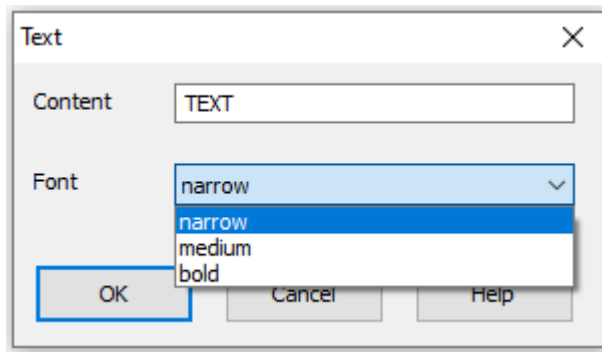 Text
Content TEXT
Font narrow
narrow
medium
bold
OK Cancel Help